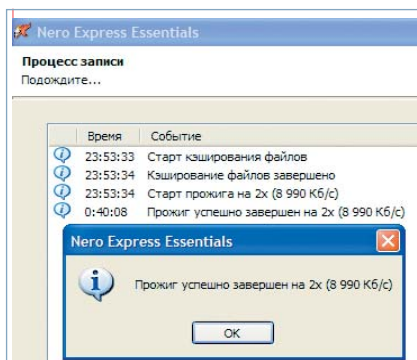 Nero Express Essentials
Процесс записи
Подождите...
Время Событие
23:53:33 Старт кэширования файлов
23:53:34 Кэширование файлов завершено
23:53:34 Старт прожига на 2x (8 990 Кб/с)
0:40:08 Прожиг успешно завершен на 2x (8 990 Кб/с)
Nero Express Essentials
Прожиг успешно завершен на 2x (8 990 Кб/с)
OK